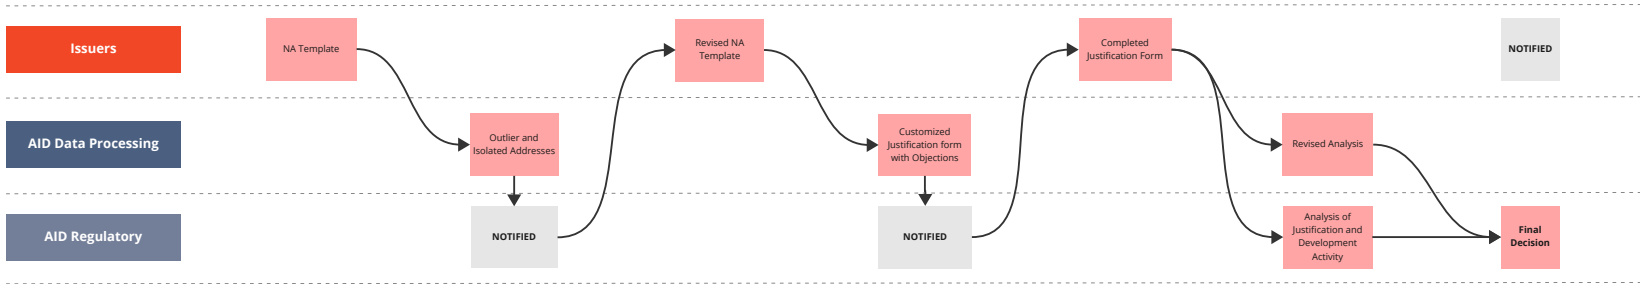 Issuers
NA Template
Revised NA
Template
Completed
Justification Form
NOTIFIED
AID Data Processing
Outlier and
Isolated Addresses
Customized
Justification form
with Objections
Revised Analysis
AID Regulatory
NOTIFIED
NOTIFIED
Analysis of
Justification and
Development
Activity
Final
Decision